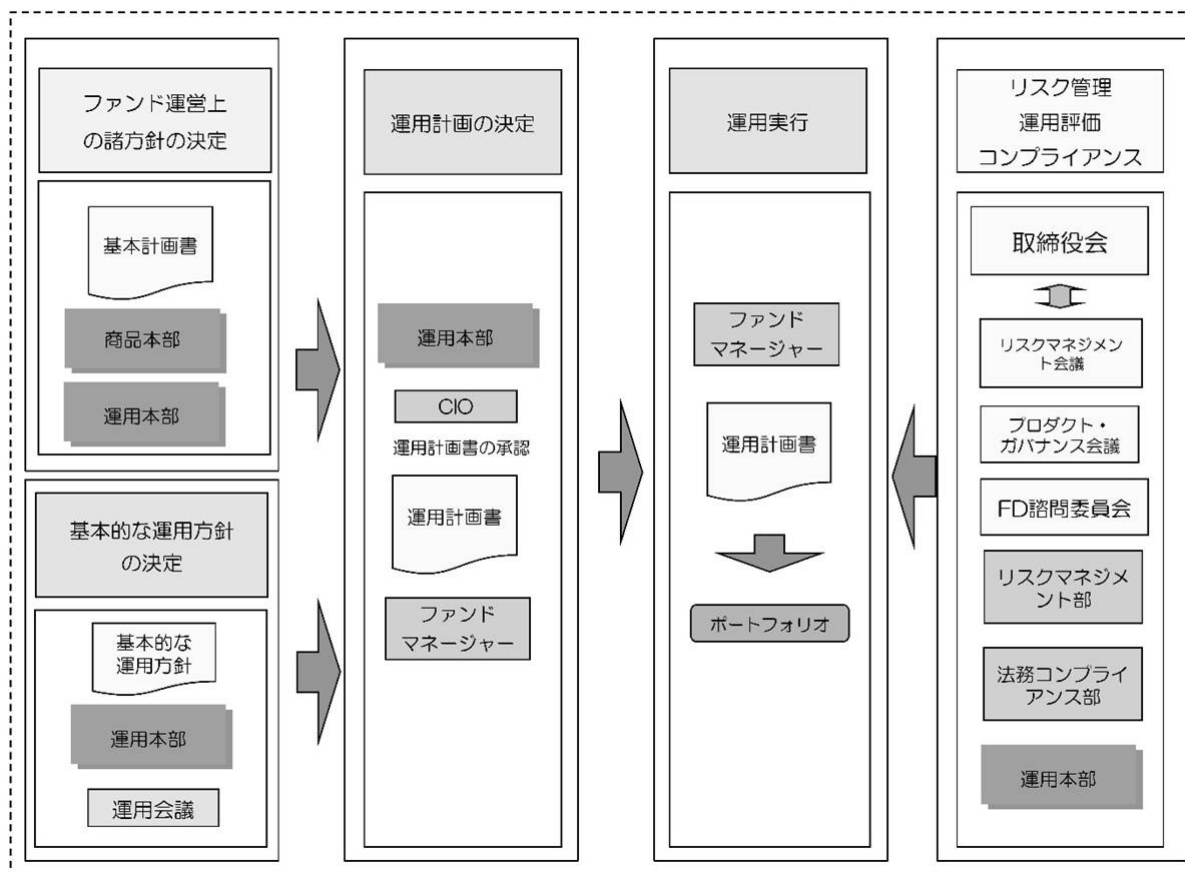 ファンド運営上
の諸方針の決定
基本計画書
商品本部
運用本部
基本的な運用方針
の決定
基本的な
運用方針
運用本部
運用会議
運用計画の決定
運用本部
CIO
運用計画書の承認
運用計画書
ファンド
マネージャー
運用実行
ファンド
マネージャー
運用計画書
ポートフォリオ
リスク管理
運用評価
コンプライアンス
取締役会
リスクマネジメン
ト会議
プロダクト・
ガバナンス会議
FD諮問委員会
リスクマネジメ
ント部
法務コンプライ
アンス部
運用本部